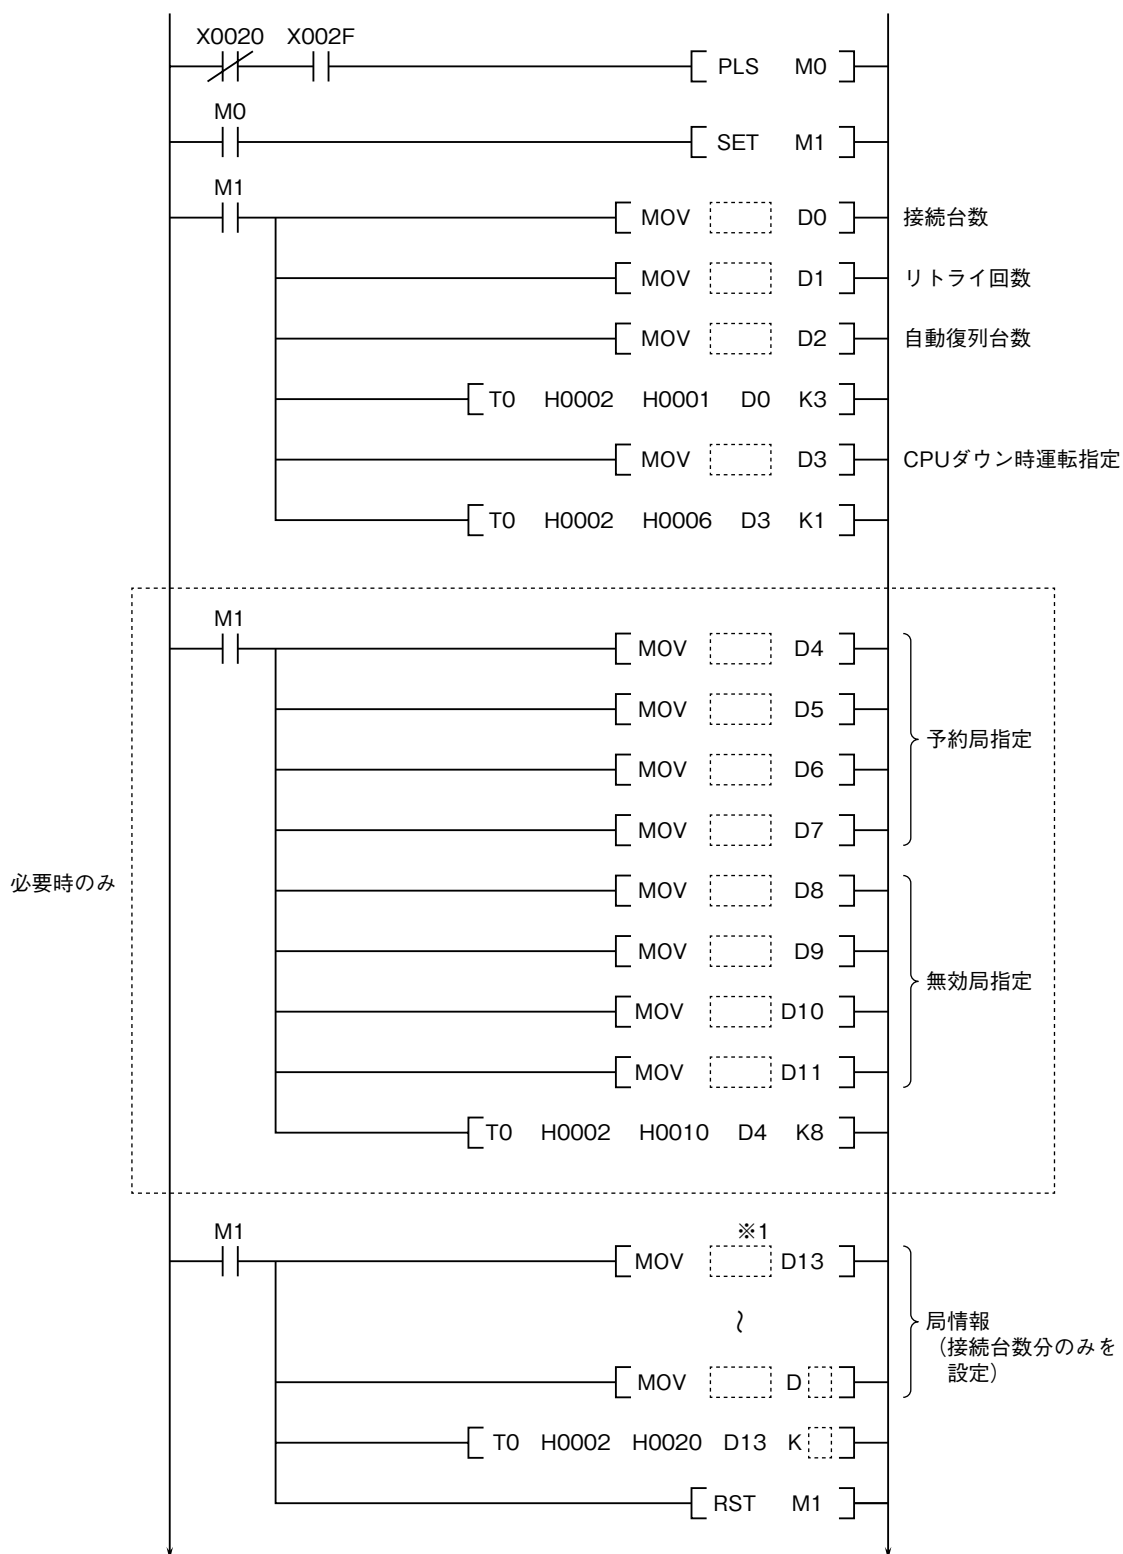 X0020 X002F
PLS M0
M0
SET M1
M1
MOV D0 接続台数
MOV D1 リトライ回数
MOV D2 自動復列台数
T0 H0002 H0001 D0 K3
MOV D3 CPUダウン時運転指定
T0 H0002 H0006 D3 K1
M1
MOV D4
MOV D5
予約局指定
MOV D6
MOV D7
必要時のみ
MOV D8
MOV D9
無効局指定
MOV D10
MOV D11
T0 H0002 H0010 D4 K8
M1
※1
MOV D13
～
局情報
（接続台数分のみを
設定）
MOV D
T0 H0002 H0020 D13 K
RST M1